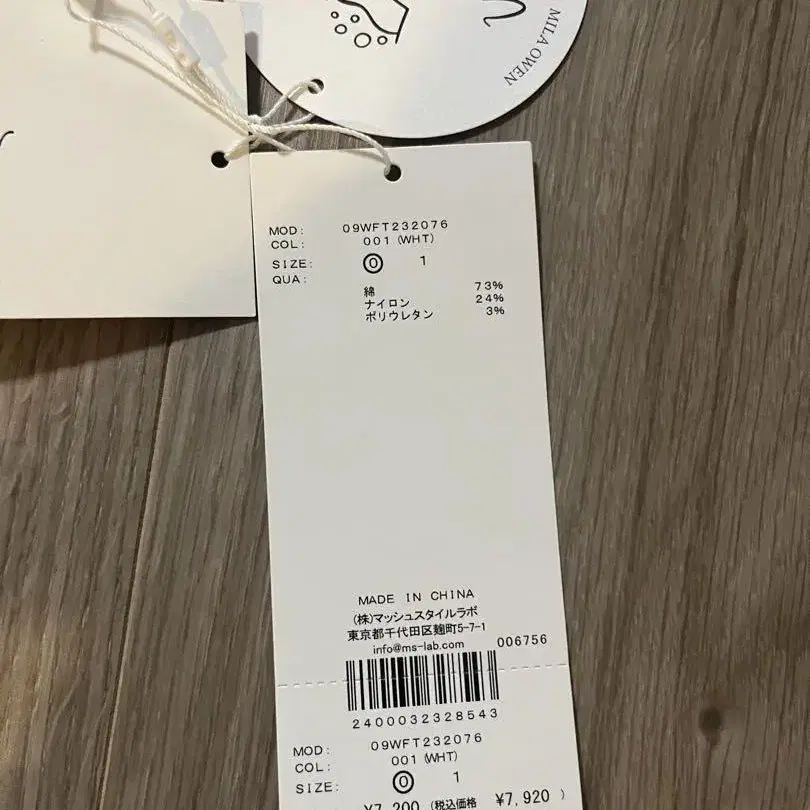 MILA OWEN
MOD: 09WFT232076
COL: 001 (WHT)
SIZE: ⓪ 1
QUA:
綿 73%
ナイロン 24%
ポリウレタン 3%
MADE IN CHINA
(株)マッシュスタイルラボ
東京都千代田区麹町5-7-1
info@ms-lab.com
006756
2400032328543
MOD: 09WFT232076
COL: 001 (WHT)
SIZE: ⓪ 1
¥7,200 (税込価格 ¥7,920 )